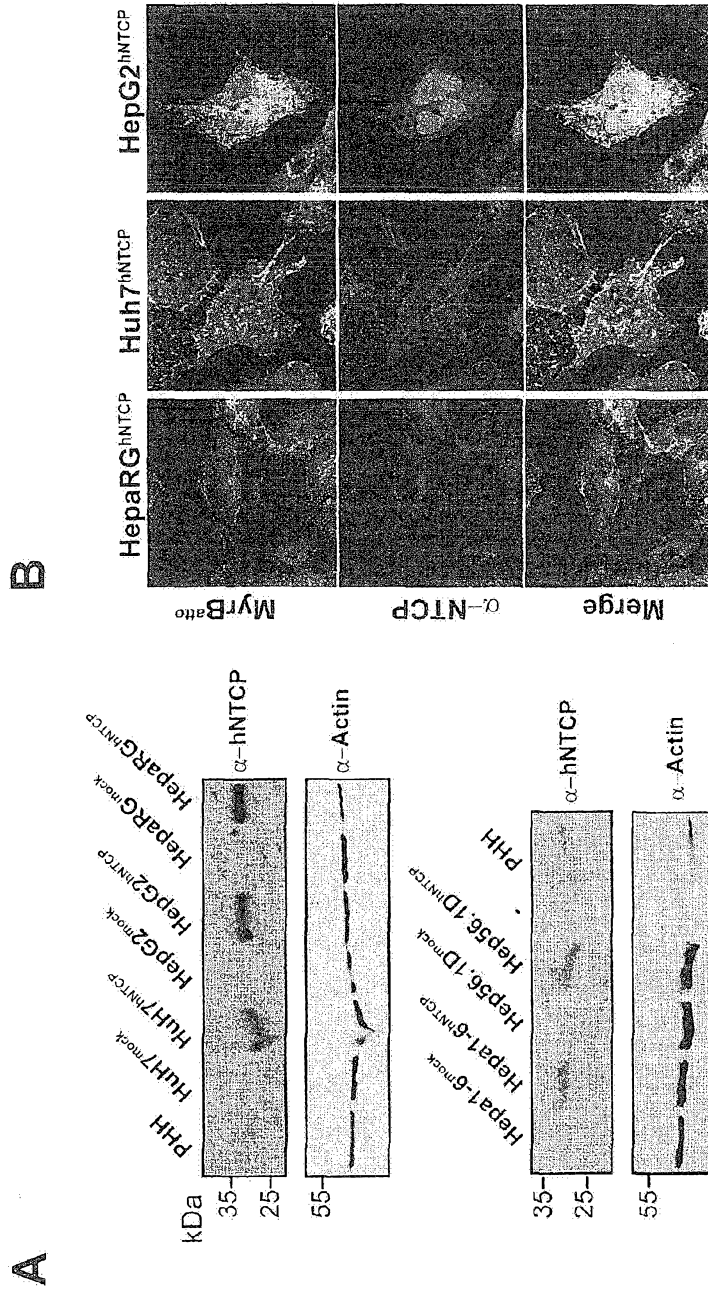 A
kDa
PHH
HuH7mock
HuH7hNTCP
HepG2mock
HepG2hNTCP
HepaRGmock
HepaRGhNTCP
35
25
α-hNTCP
55
α-Actin
Hepa1-6mock
Hepa1-6hNTCP
Hep56.1Dmock
Hep56.1DhNTCP
PHH
35
25
α-hNTCP
55
α-Actin
B
HepaRGhNTCP
Huh7hNTCP
HepG2hNTCP
MyrBatto
α-NTCP
Merge